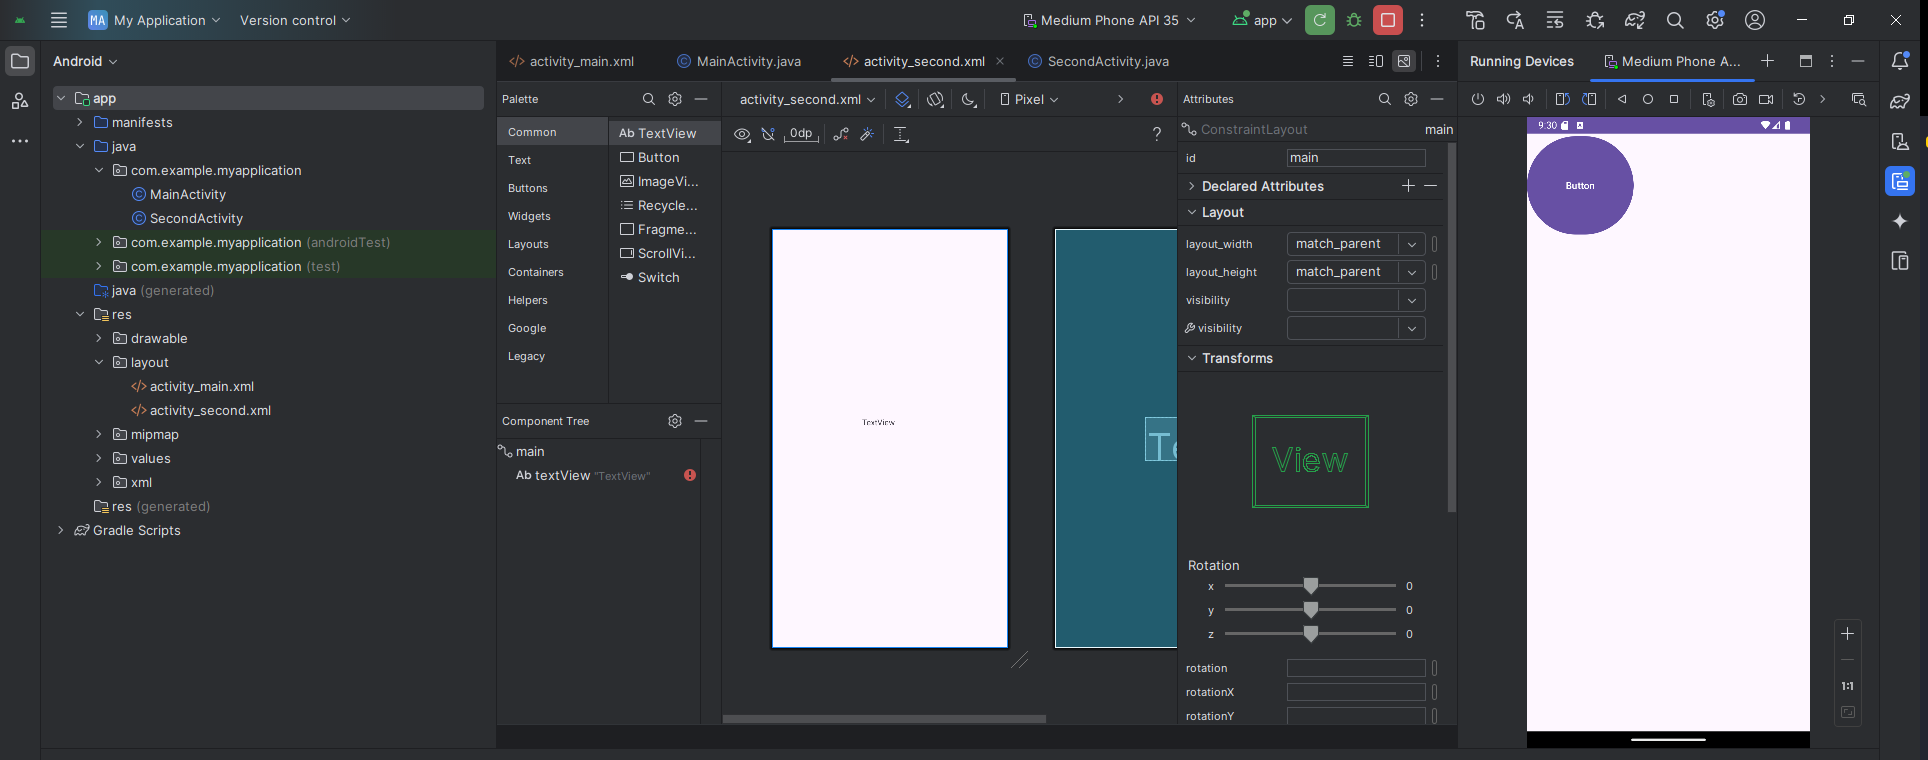 MA My Application Version control Medium Phone API 35 app
Android
activity_main.xml MainActivity.java activity_second.xml SecondActivity.java
Running Devices Medium Phone A...
app
manifests
java
com.example.myapplication
MainActivity
SecondActivity
com.example.myapplication (androidTest)
com.example.myapplication (test)
java (generated)
res
drawable
layout
activity_main.xml
activity_second.xml
mipmap
values
xml
res (generated)
Gradle Scripts
Palette
Common
Text
Buttons
Widgets
Layouts
Containers
Helpers
Google
Legacy
Ab TextView
Button
ImageVi...
Recycle...
Fragme...
ScrollVi...
Switch
Component Tree
main
Ab textView "TextView"
activity_second.xml Pixel
0dp ?
TextView
Te
Attributes
ConstraintLayout main
id main
Declared Attributes
Layout
layout_width match_parent
layout_height match_parent
visibility
visibility
Transforms
View
Rotation
x 0
y 0
z 0
rotation
rotationX
rotationY
9:30
Button
1:1